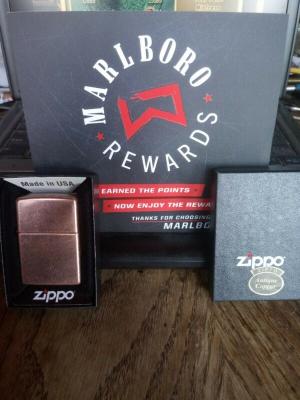 MARLBORO
REWARDS
EARNED THE POINTS
NOW ENJOY THE REWA
THANKS FOR CHOOSING
MARLBO
Made in USA
zippo
zippo
Antique
Copper